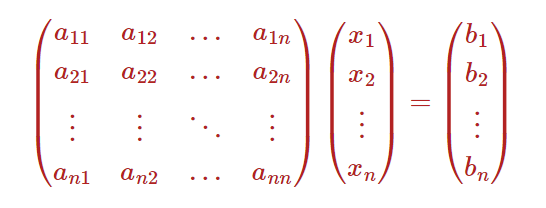 a₁₁ a₁₂ … a₁ₙ x₁ b₁
a₂₁ a₂₂ … a₂ₙ x₂ = b₂
⋮ ⋮ ⋱ ⋮ ⋮ ⋮
aₙ₁ aₙ₂ … aₙₙ xₙ bₙ